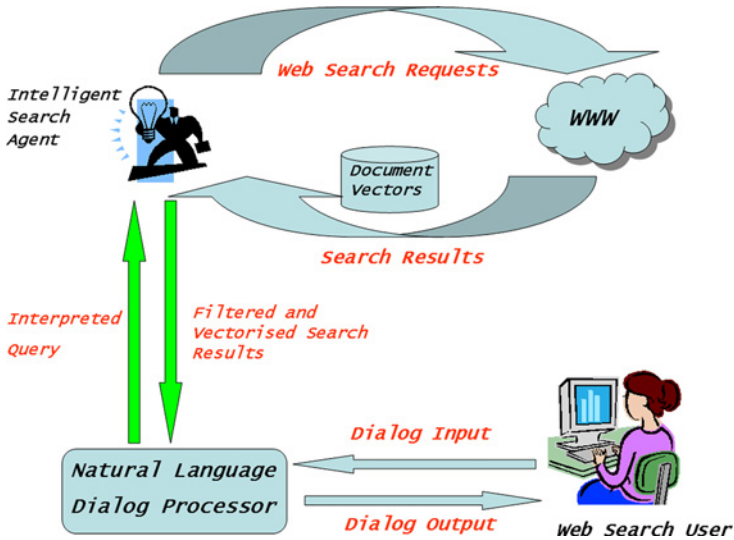 Web Search Requests
Intelligent
Search
Agent
WWW
Document
Vectors
Search Results
Interpreted
Query
Filtered and
Vectorised Search
Results
Dialog Input
Natural Language
Dialog Processor
Dialog Output
Web Search User